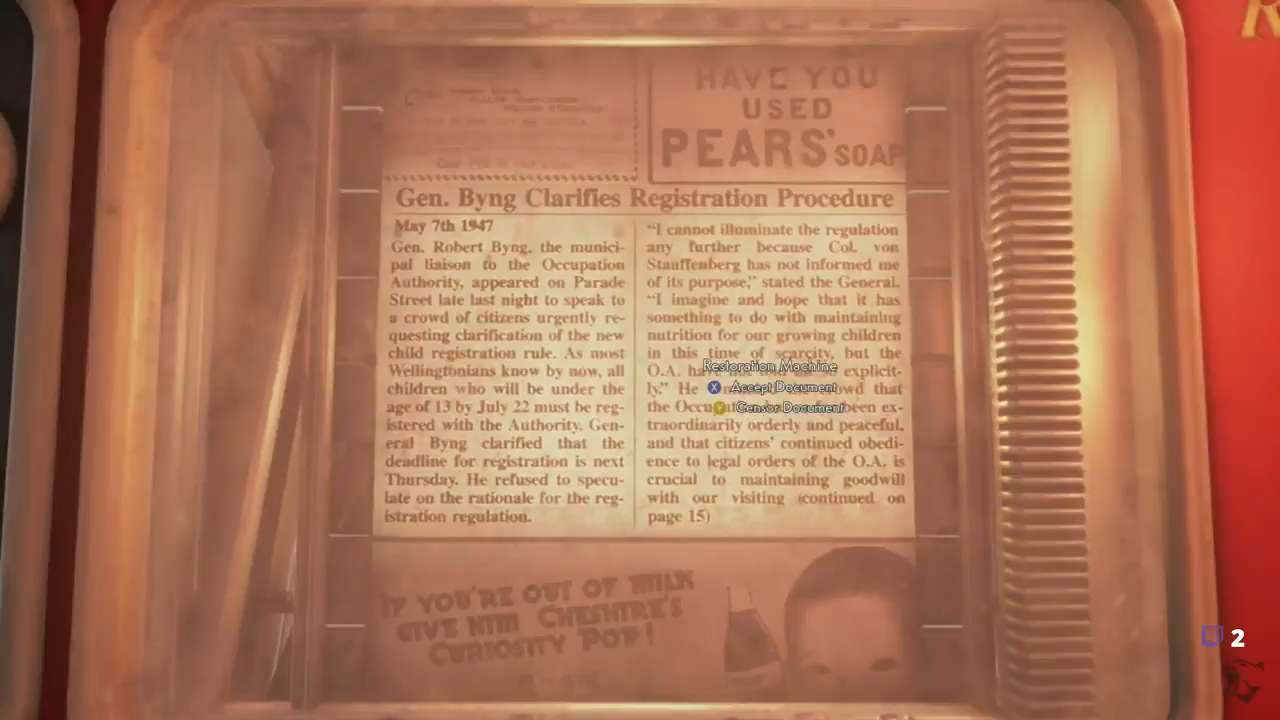 HAVE YOU
USED
PEARS' SOAP
Gen. Byng Clarifies Registration Procedure
May 7th 1947
Gen. Robert Byng, the munici-
pal liaison to the Occupation
Authority, appeared on Parade
Street late last night to speak to
a crowd of citizens urgently re-
questing clarification of the new
child registration rule. As most
Wellingtonians know by now, all
children who will be under the
age of 13 by July 22 must be reg-
istered with the Authority. Gen-
eral Byng clarified that the
deadline for registration is next
Thursday. He refused to specu-
late on the rationale for the reg-
istration regulation.
"I cannot illuminate the regulation
any further because Col. von
Stauffenberg has not informed me
of its purpose," stated the General.
"I imagine and hope that it has
something to do with maintaining
nutrition for our growing children
in this time of scarcity, but the
O.A. explicit-
ly." He that
the been ex-
traordinarily orderly and peaceful,
and that citizens' continued obedi-
ence to legal orders of the O.A. is
crucial to maintaining goodwill
with our visiting (continued on
page 15)
Restoration Machine
X Accept Document
Y Censor Document
IF YOU'RE OUT OF MILK
GIVE HIM CHESHIRE'S
CURIOSITY POP!
2